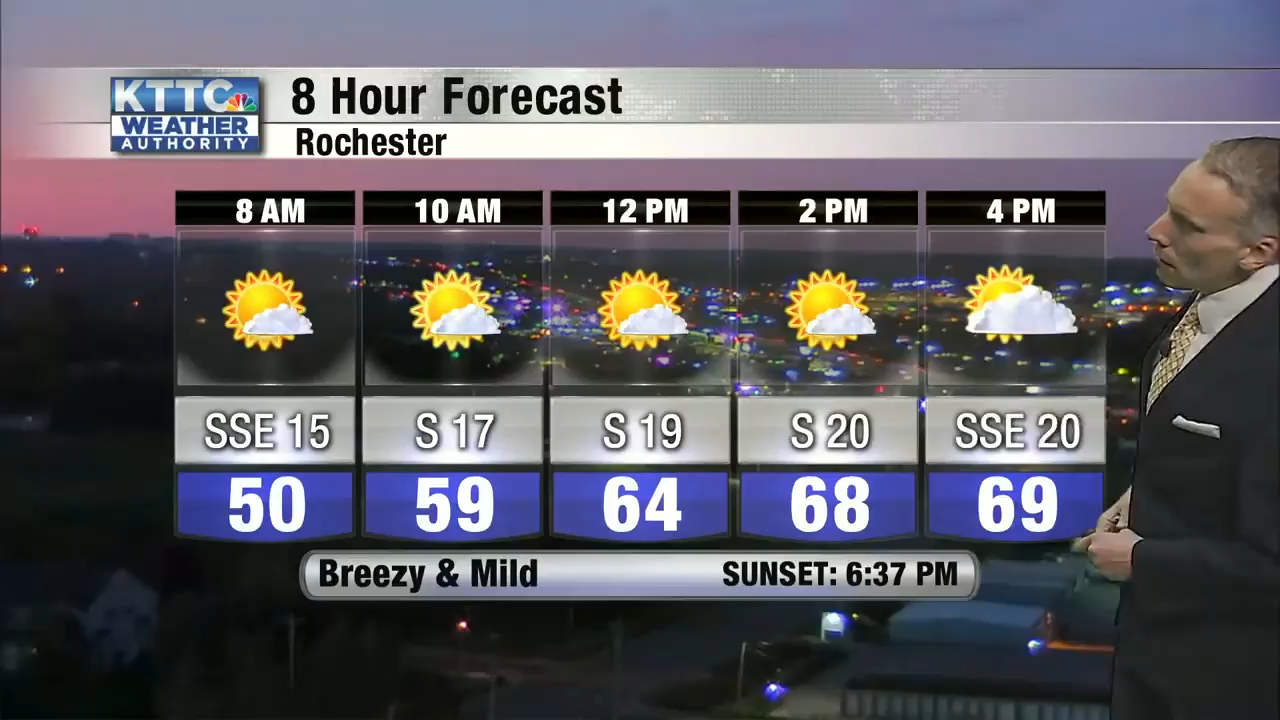 KTTC
WEATHER
AUTHORITY
8 Hour Forecast
Rochester
8 AM 10 AM 12 PM 2 PM 4 PM
SSE 15 S 17 S 19 S 20 SSE 20
50 59 64 68 69
Breezy & Mild SUNSET: 6:37 PM